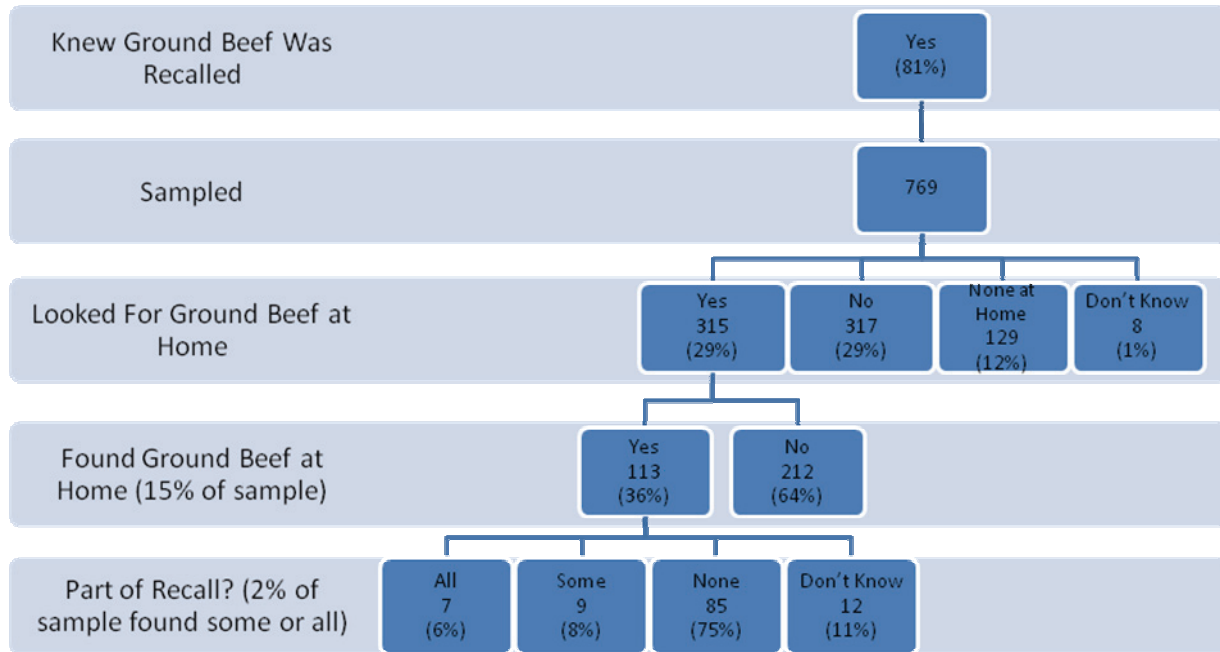 Knew Ground Beef Was
Recalled
Yes
(81%)
Sampled
769
Looked For Ground Beef at
Home
Yes
315
(29%)
No
317
(29%)
None at
Home
129
(12%)
Don't Know
8
(1%)
Found Ground Beef at
Home (15% of sample)
Yes
113
(36%)
No
212
(64%)
Part of Recall? (2% of
sample found some or all)
All
7
(6%)
Some
9
(8%)
None
85
(75%)
Don't Know
12
(11%)